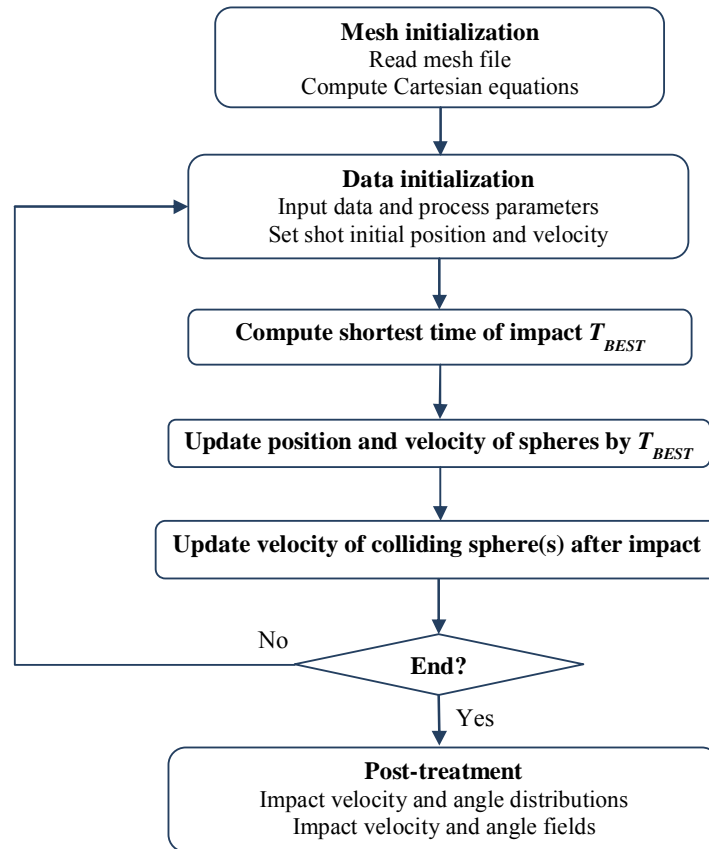 Mesh initialization
Read mesh file
Compute Cartesian equations
Data initialization
Input data and process parameters
Set shot initial position and velocity
Compute shortest time of impact T_BEST
Update position and velocity of spheres by T_BEST
Update velocity of colliding sphere(s) after impact
No
End?
Yes
Post-treatment
Impact velocity and angle distributions
Impact velocity and angle fields